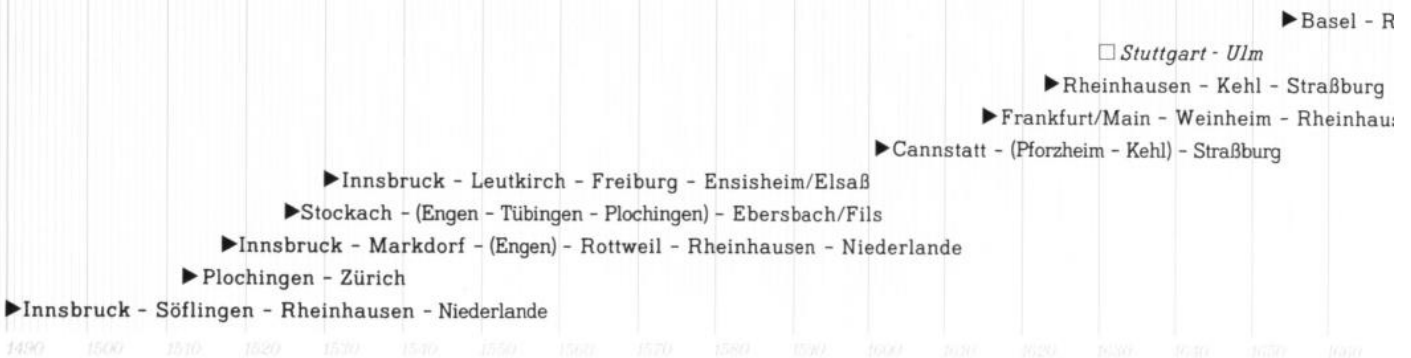 ▶Basel - R
□ Stuttgart - Ulm
▶Rheinhausen - Kehl - Straßburg
▶Frankfurt/Main - Weinheim - Rheinhaus
▶Cannstatt - (Pforzheim - Kehl) - Straßburg
▶Innsbruck - Leutkirch - Freiburg - Ensisheim/Elsaß
▶Stockach - (Engen - Tübingen - Plochingen) - Ebersbach/Fils
▶Innsbruck - Markdorf - (Engen) - Rottweil - Rheinhausen - Niederlande
▶Plochingen - Zürich
▶Innsbruck - Söflingen - Rheinhausen - Niederlande
1490 1500 1510 1520 1530 1540 1550 1560 1570 1580 1590 1600 1610 1620 1630 1640 1650 1660